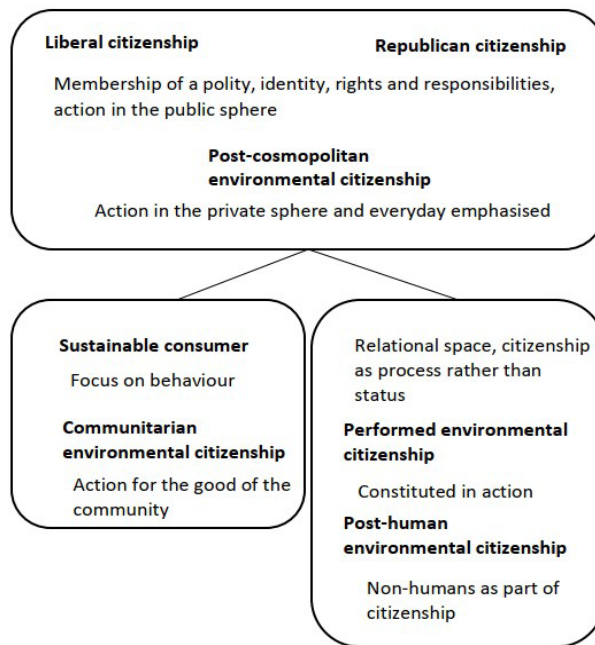 Liberal citizenship
Republican citizenship
Membership of a polity, identity, rights and responsibilities,
action in the public sphere
Post-cosmopolitan
environmental citizenship
Action in the private sphere and everyday emphasised
Sustainable consumer
Focus on behaviour
Communitarian
environmental citizenship
Action for the good of the
community
Relational space, citizenship
as process rather than
status
Performed environmental
citizenship
Constituted in action
Post-human
environmental citizenship
Non-humans as part of
citizenship